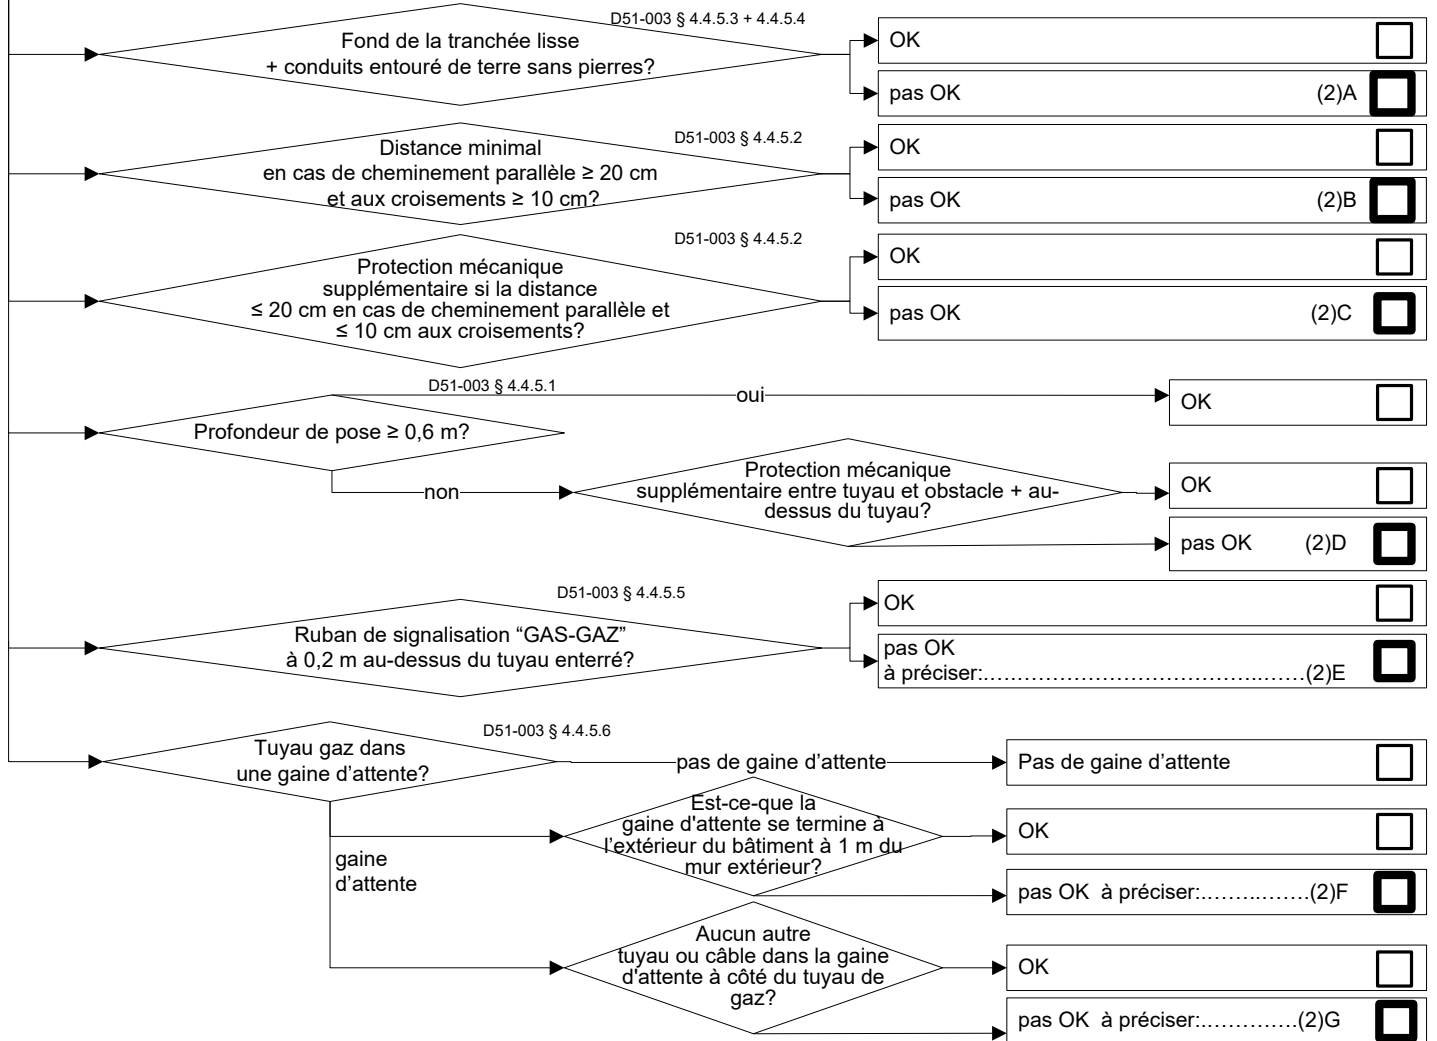 D51-003 § 4.4.5.3 + 4.4.5.4
Fond de la tranchée lisse
+ conduits entouré de terre sans pierres?
OK
pas OK (2)A
D51-003 § 4.4.5.2
Distance minimal
en cas de cheminement parallèle ≥ 20 cm
et aux croisements ≥ 10 cm?
OK
pas OK (2)B
D51-003 § 4.4.5.2
Protection mécanique
supplémentaire si la distance
≤ 20 cm en cas de cheminement parallèle et
≤ 10 cm aux croisements?
OK
pas OK (2)C
D51-003 § 4.4.5.1
Profondeur de pose ≥ 0,6 m?
oui
OK
non
Protection mécanique
supplémentaire entre tuyau et obstacle + au-
dessus du tuyau?
OK
pas OK (2)D
D51-003 § 4.4.5.5
Ruban de signalisation “GAS-GAZ”
à 0,2 m au-dessus du tuyau enterré?
OK
pas OK
à préciser:…………………………………………(2)E
D51-003 § 4.4.5.6
Tuyau gaz dans
une gaine d’attente?
pas de gaine d’attente
Pas de gaine d’attente
gaine
d’attente
Est-ce-que la
gaine d'attente se termine à
l’extérieur du bâtiment à 1 m du
mur extérieur?
OK
pas OK à préciser:……………(2)F
Aucun autre
tuyau ou câble dans la gaine
d'attente à côté du tuyau de
gaz?
OK
pas OK à préciser:……………(2)G